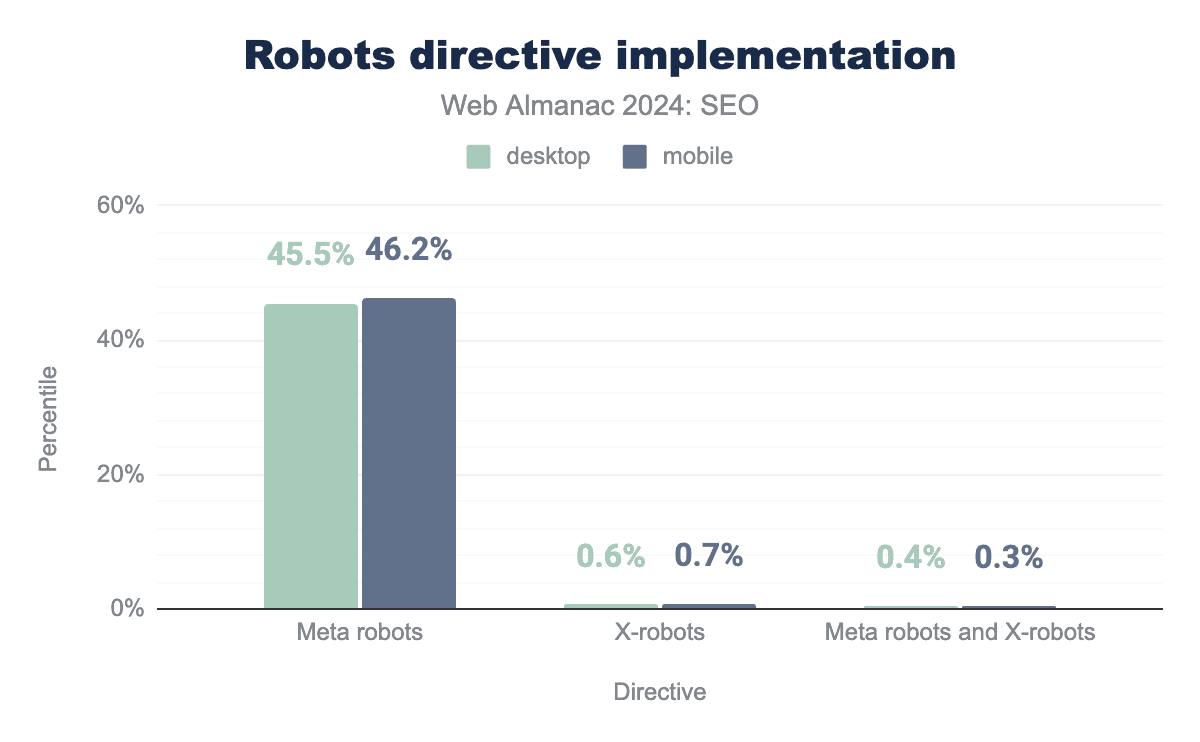 Robots directive implementation
Web Almanac 2024: SEO
desktop mobile
60%
45.5% 46.2%
40%
Percentile
20%
0.6% 0.7% 0.4% 0.3%
0%
Meta robots X-robots Meta robots and X-robots
Directive